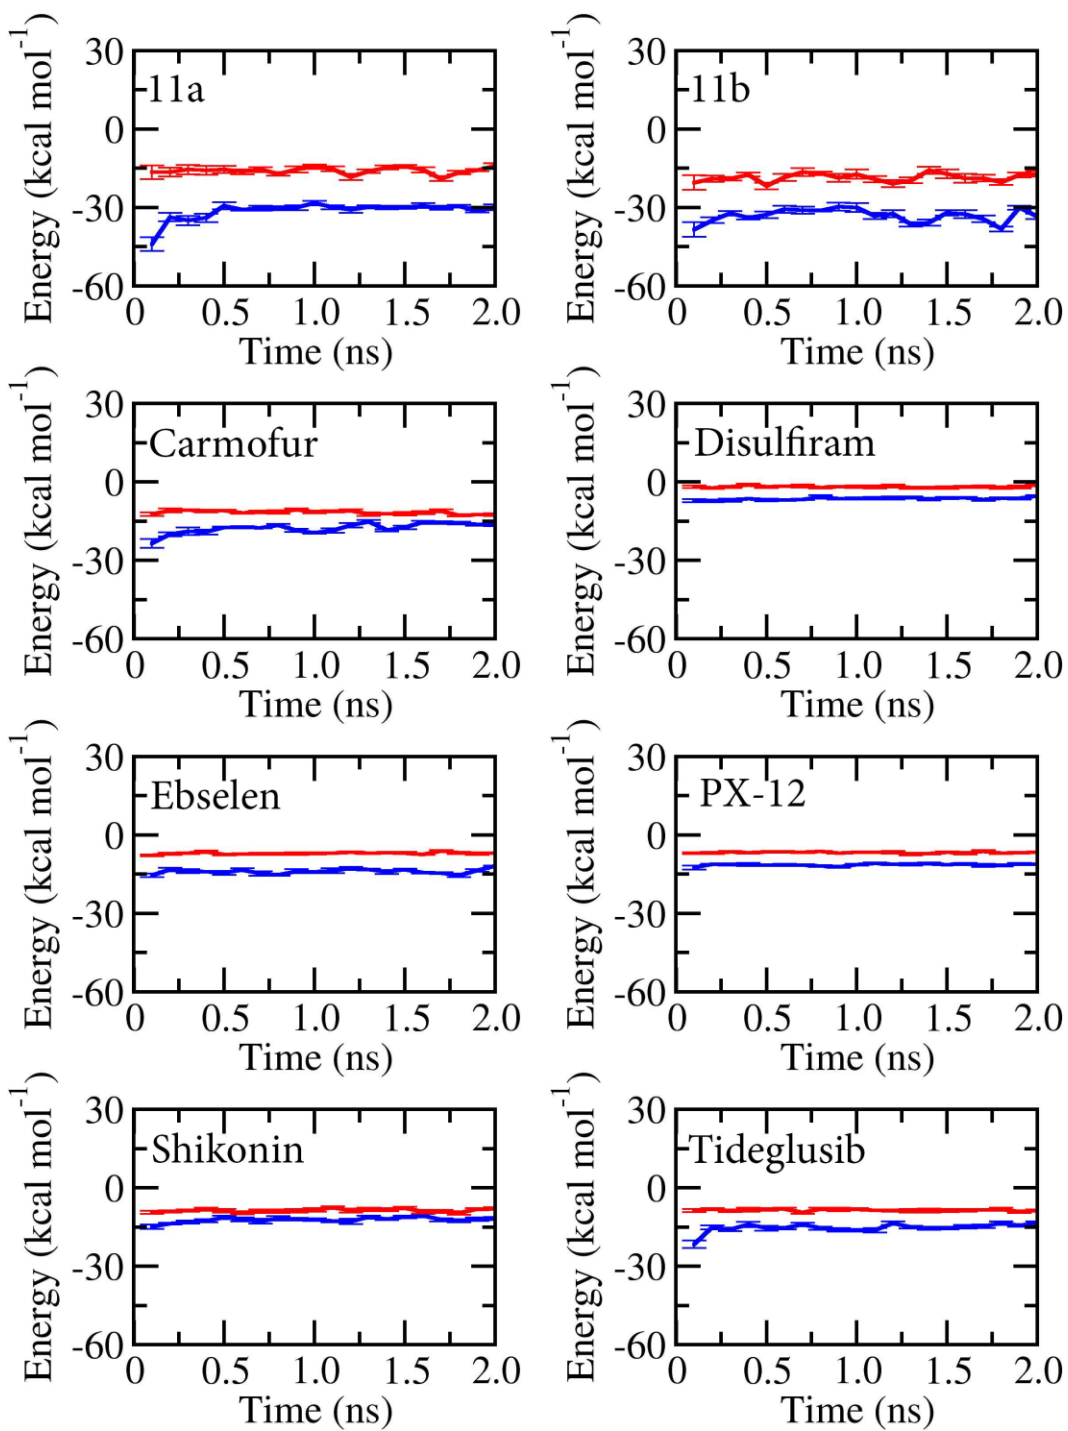 30
0
-30
-60
Energy (kcal mol⁻¹)
11a
0 0.5 1.0 1.5 2.0
Time (ns)
30
0
-30
-60
Energy (kcal mol⁻¹)
11b
0 0.5 1.0 1.5 2.0
Time (ns)
30
0
-30
-60
Energy (kcal mol⁻¹)
Carmofur
0 0.5 1.0 1.5 2.0
Time (ns)
30
0
-30
-60
Energy (kcal mol⁻¹)
Disulfiram
0 0.5 1.0 1.5 2.0
Time (ns)
30
0
-30
-60
Energy (kcal mol⁻¹)
Ebselen
0 0.5 1.0 1.5 2.0
Time (ns)
30
0
-30
-60
Energy (kcal mol⁻¹)
PX-12
0 0.5 1.0 1.5 2.0
Time (ns)
30
0
-30
-60
Energy (kcal mol⁻¹)
Shikonin
0 0.5 1.0 1.5 2.0
Time (ns)
30
0
-30
-60
Energy (kcal mol⁻¹)
Tideglusib
0 0.5 1.0 1.5 2.0
Time (ns)